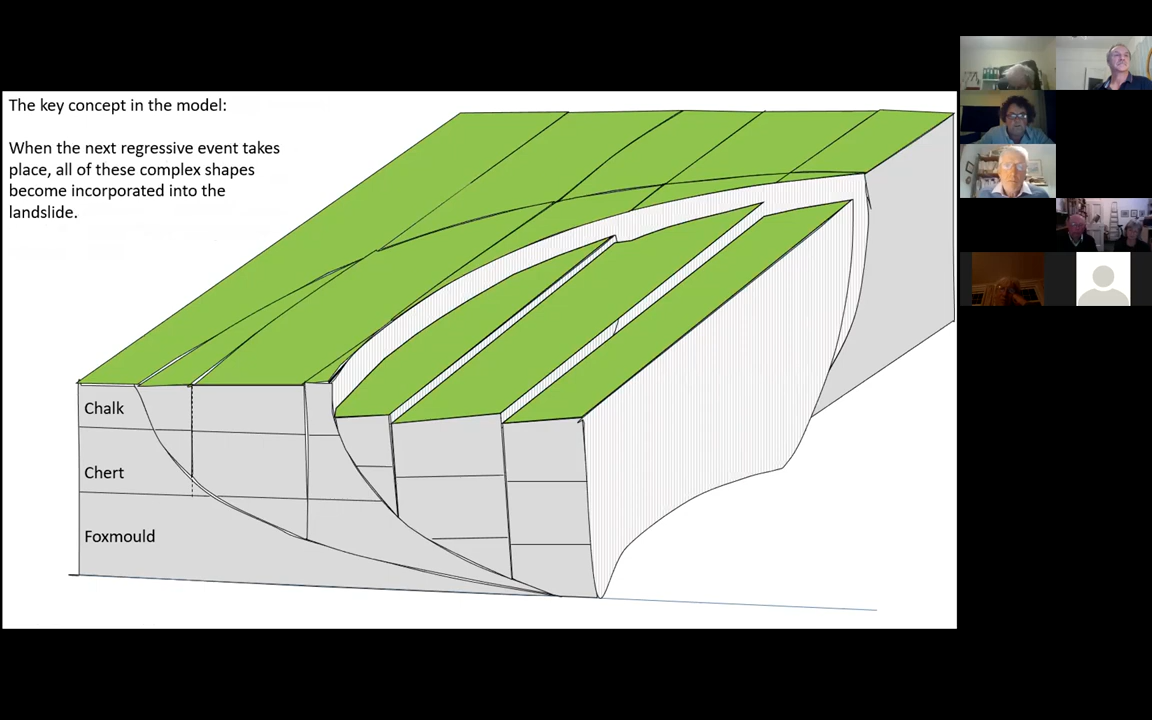 The key concept in the model:
When the next regressive event takes
place, all of these complex shapes
become incorporated into the
landslide.
Chalk
Chert
Foxmould